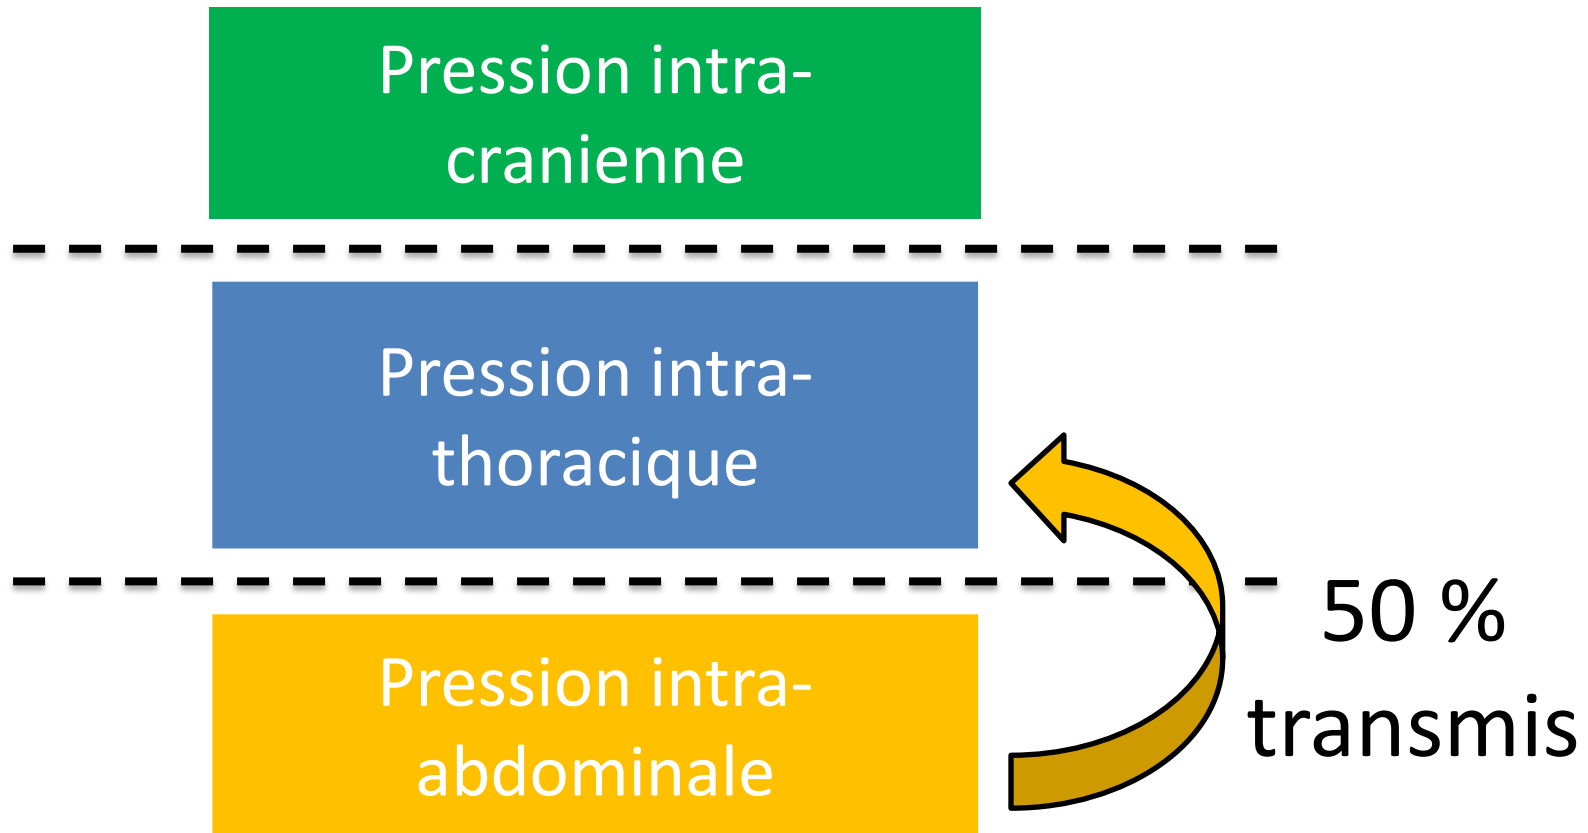 Pression intra-
cranienne
Pression intra-
thoracique
50 %
transmis
Pression intra-
abdominale